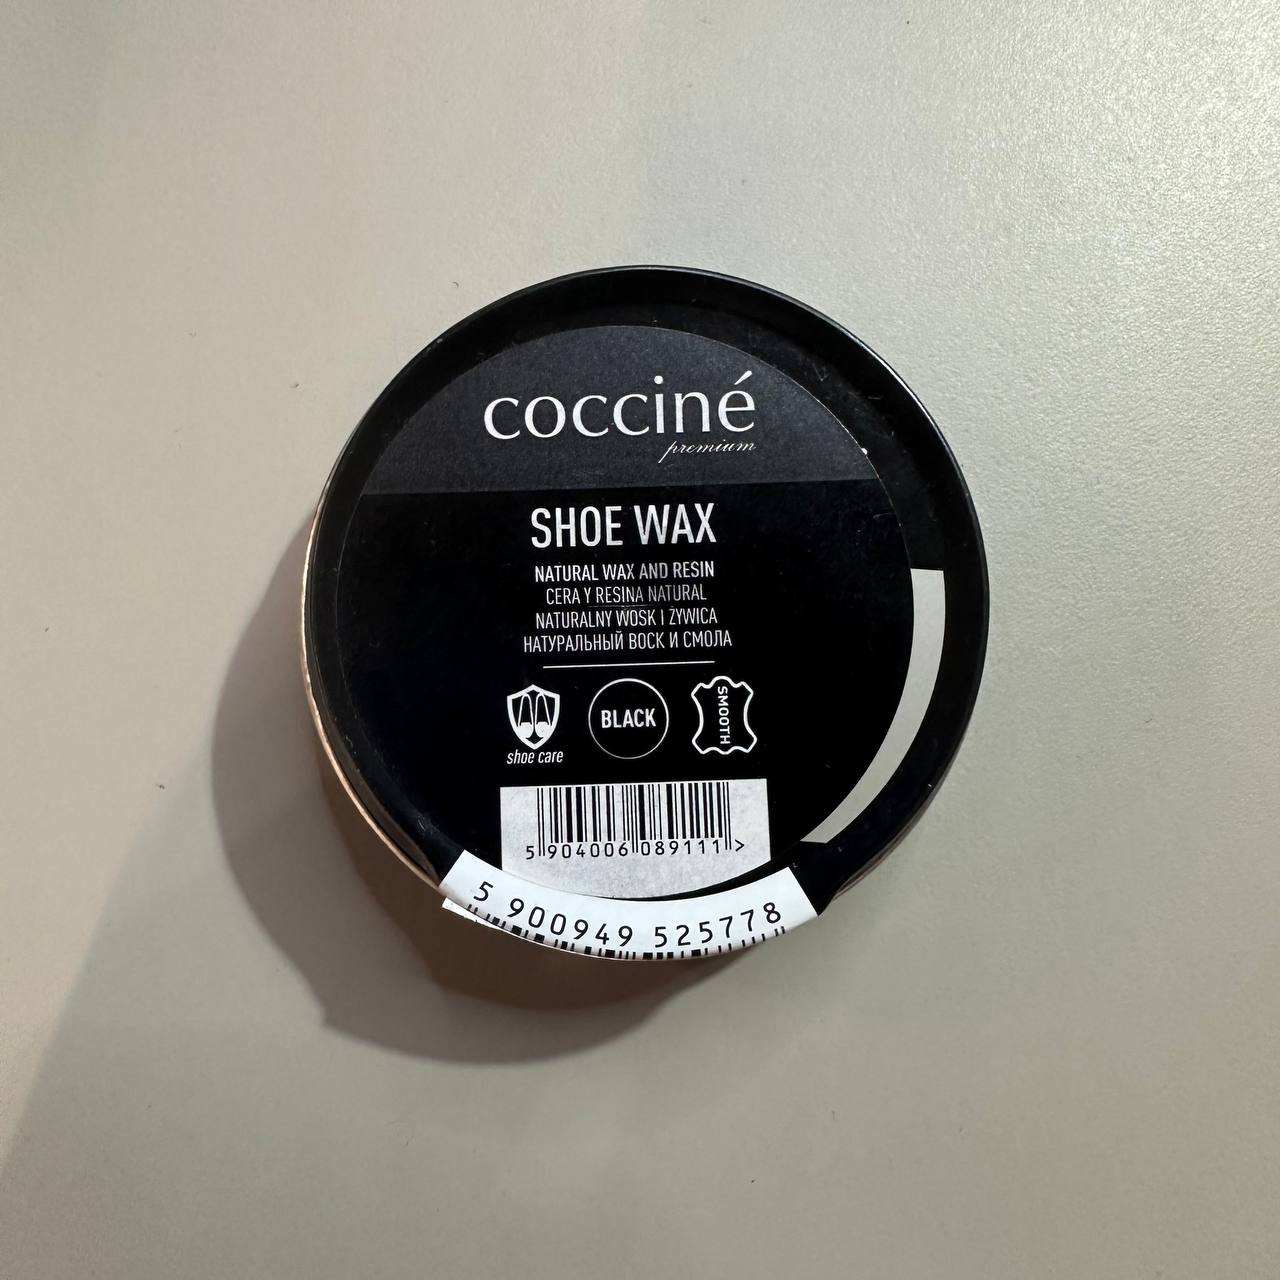 cocciné
premium
SHOE WAX
NATURAL WAX AND RESIN
CERA Y RESINA NATURAL
NATURALNY WOSK I ŻYWICA
НАТУРАЛЬНЫЙ ВОСК И СМОЛА
shoe care
BLACK
SMOOTH
5 904006 089111 >
5 900949 525778